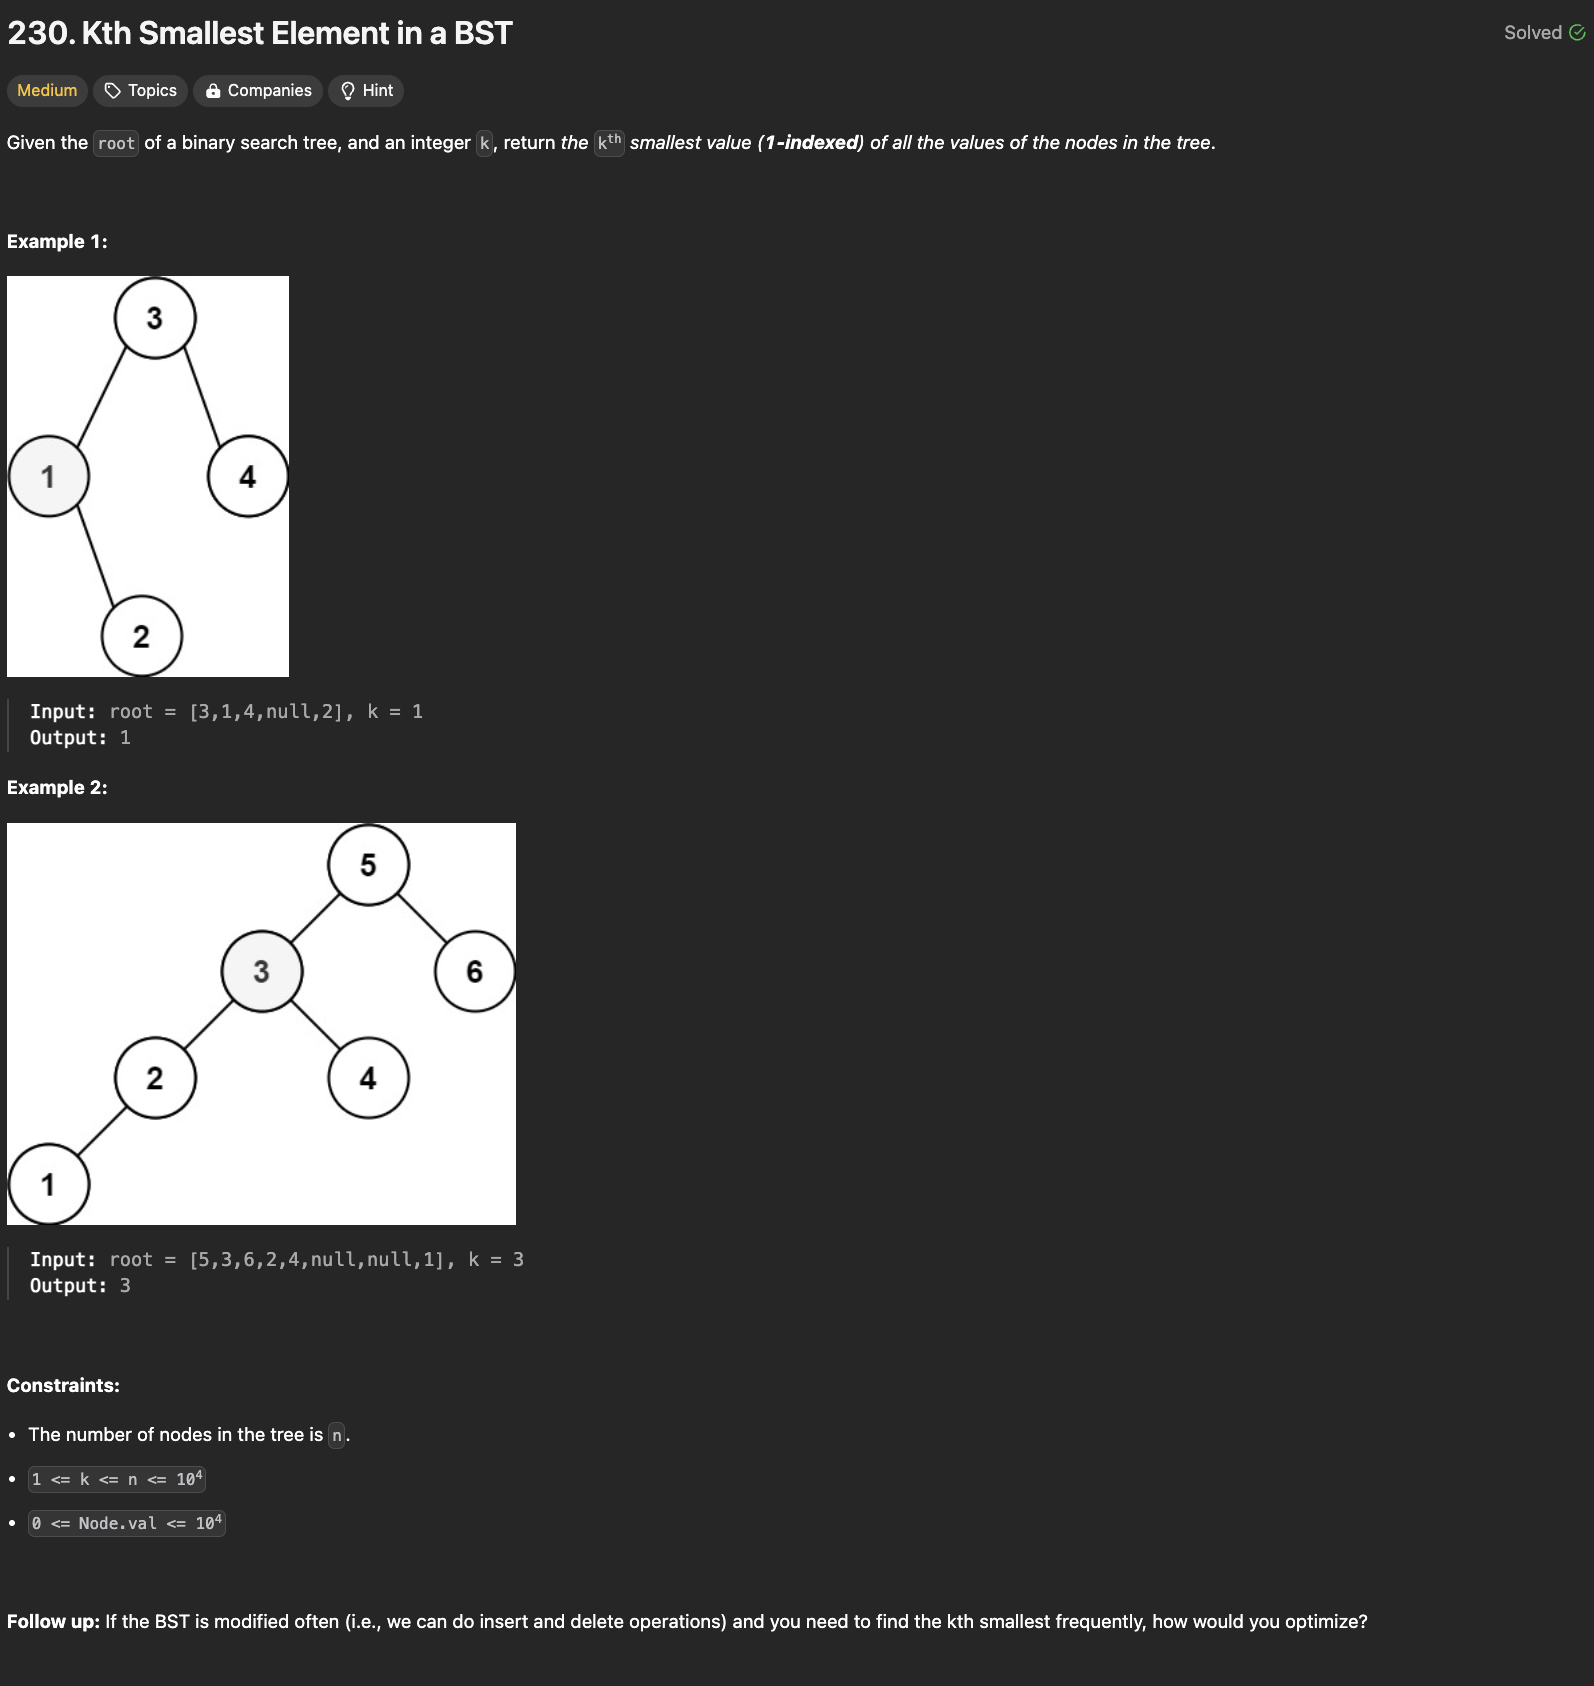 230. Kth Smallest Element in a BST
Solved
Medium Topics Companies Hint
Given the root of a binary search tree, and an integer k, return the kth smallest value (1-indexed) of all the values of the nodes in the tree.
Example 1:
3
1 4
2
Input: root = [3,1,4,null,2], k = 1
Output: 1
Example 2:
5
3 6
2 4
1
Input: root = [5,3,6,2,4,null,null,1], k = 3
Output: 3
Constraints:
• The number of nodes in the tree is n.
• 1 <= k <= n <= 10⁴
• 0 <= Node.val <= 10⁴
Follow up: If the BST is modified often (i.e., we can do insert and delete operations) and you need to find the kth smallest frequently, how would you optimize?